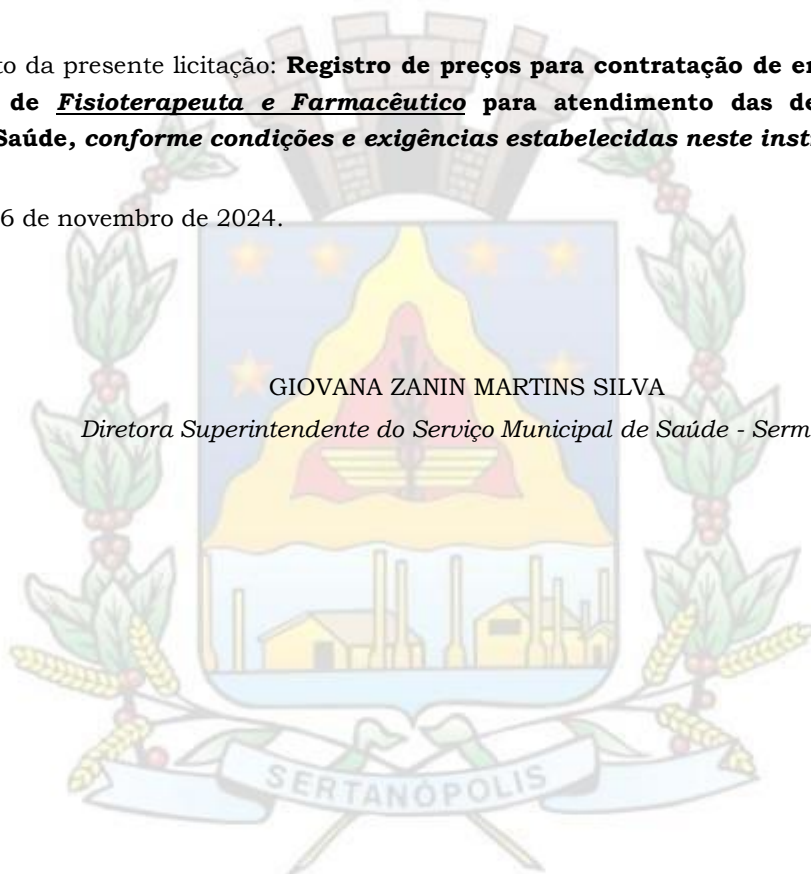 to da presente licitação: Registro de preços para contratação de e
de Fisioterapeuta e Farmacêutico para atendimento das de
Saúde, conforme condições e exigências estabelecidas neste inst
6 de novembro de 2024.
GIOVANA ZANIN MARTINS SILVA
Diretora Superintendente do Serviço Municipal de Saúde - Serm
SERTANÓPOLIS